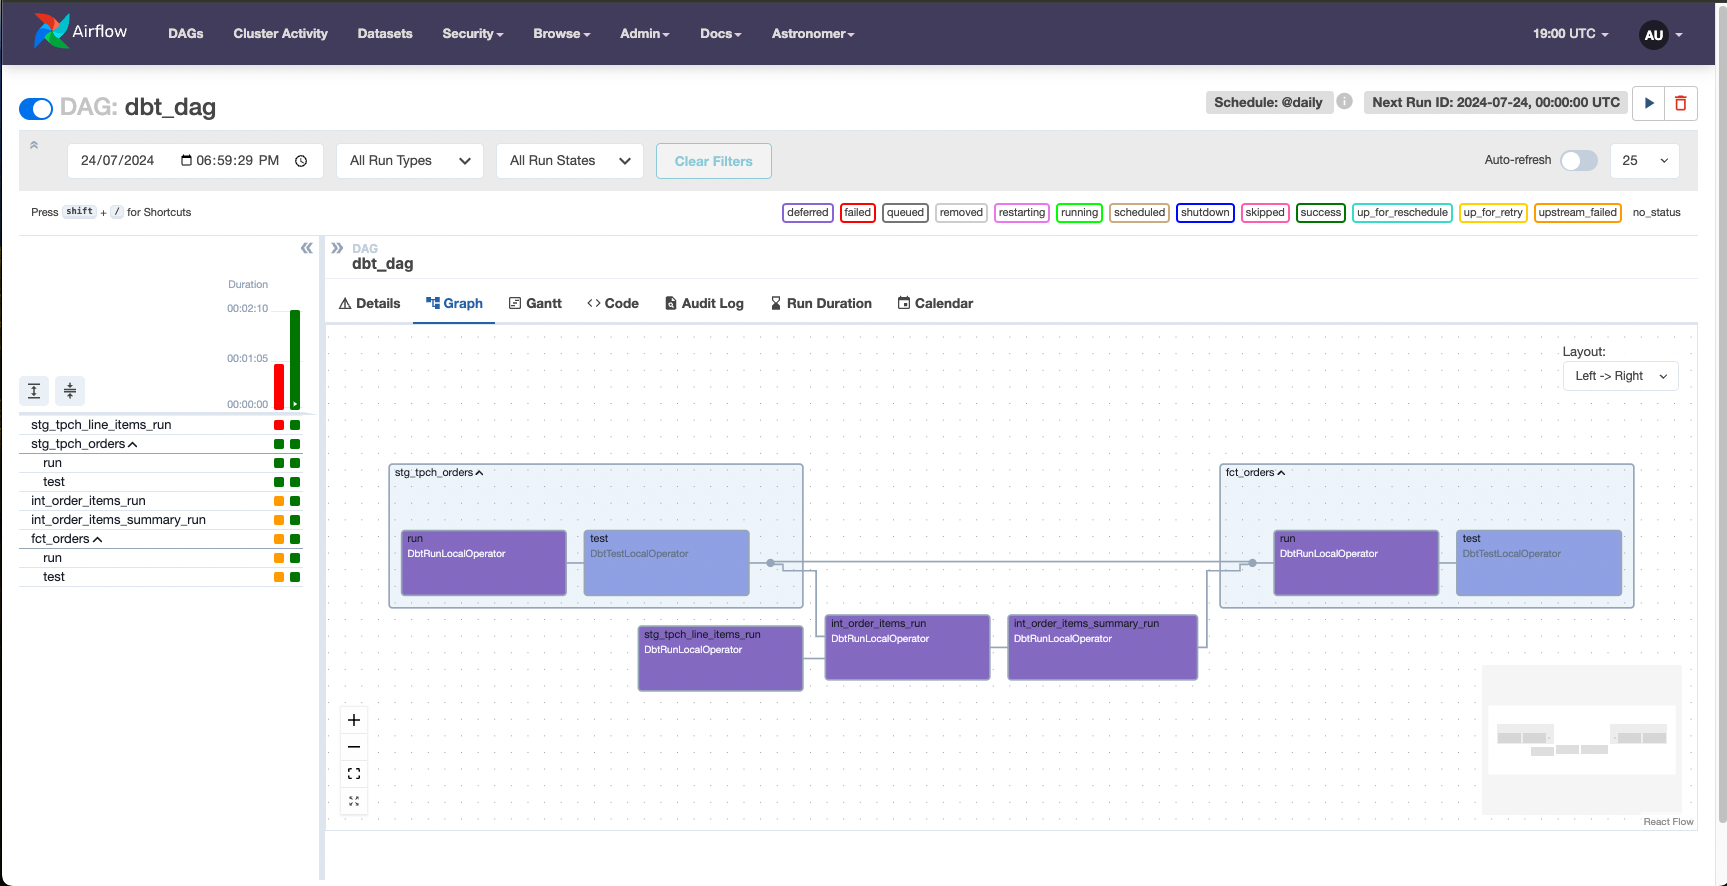 Airflow DAGs Cluster Activity Datasets Security Browse Admin Docs Astronomer 19:00 UTC AU
DAG: dbt_dag
Schedule: @daily Next Run ID: 2024-07-24, 00:00:00 UTC
24/07/2024 06:59:29 PM All Run Types All Run States Clear Filters Auto-refresh 25
Press shift + / for Shortcuts
deferred failed queued removed restarting running scheduled shutdown skipped success up_for_reschedule up_for_retry upstream_failed no_status
DAG
dbt_dag
Details Graph Gantt Code Audit Log Run Duration Calendar
Duration
00:02:10
00:01:05
00:00:00
stg_tpch_line_items_run
stg_tpch_orders
run
test
int_order_items_run
int_order_items_summary_run
fct_orders
run
test
Layout:
Left -> Right
stg_tpch_orders
run
DbtRunLocalOperator
test
DbtTestLocalOperator
fct_orders
run
DbtRunLocalOperator
test
DbtTestLocalOperator
stg_tpch_line_items_run
DbtRunLocalOperator
int_order_items_run
DbtRunLocalOperator
int_order_items_summary_run
DbtRunLocalOperator
React Flow